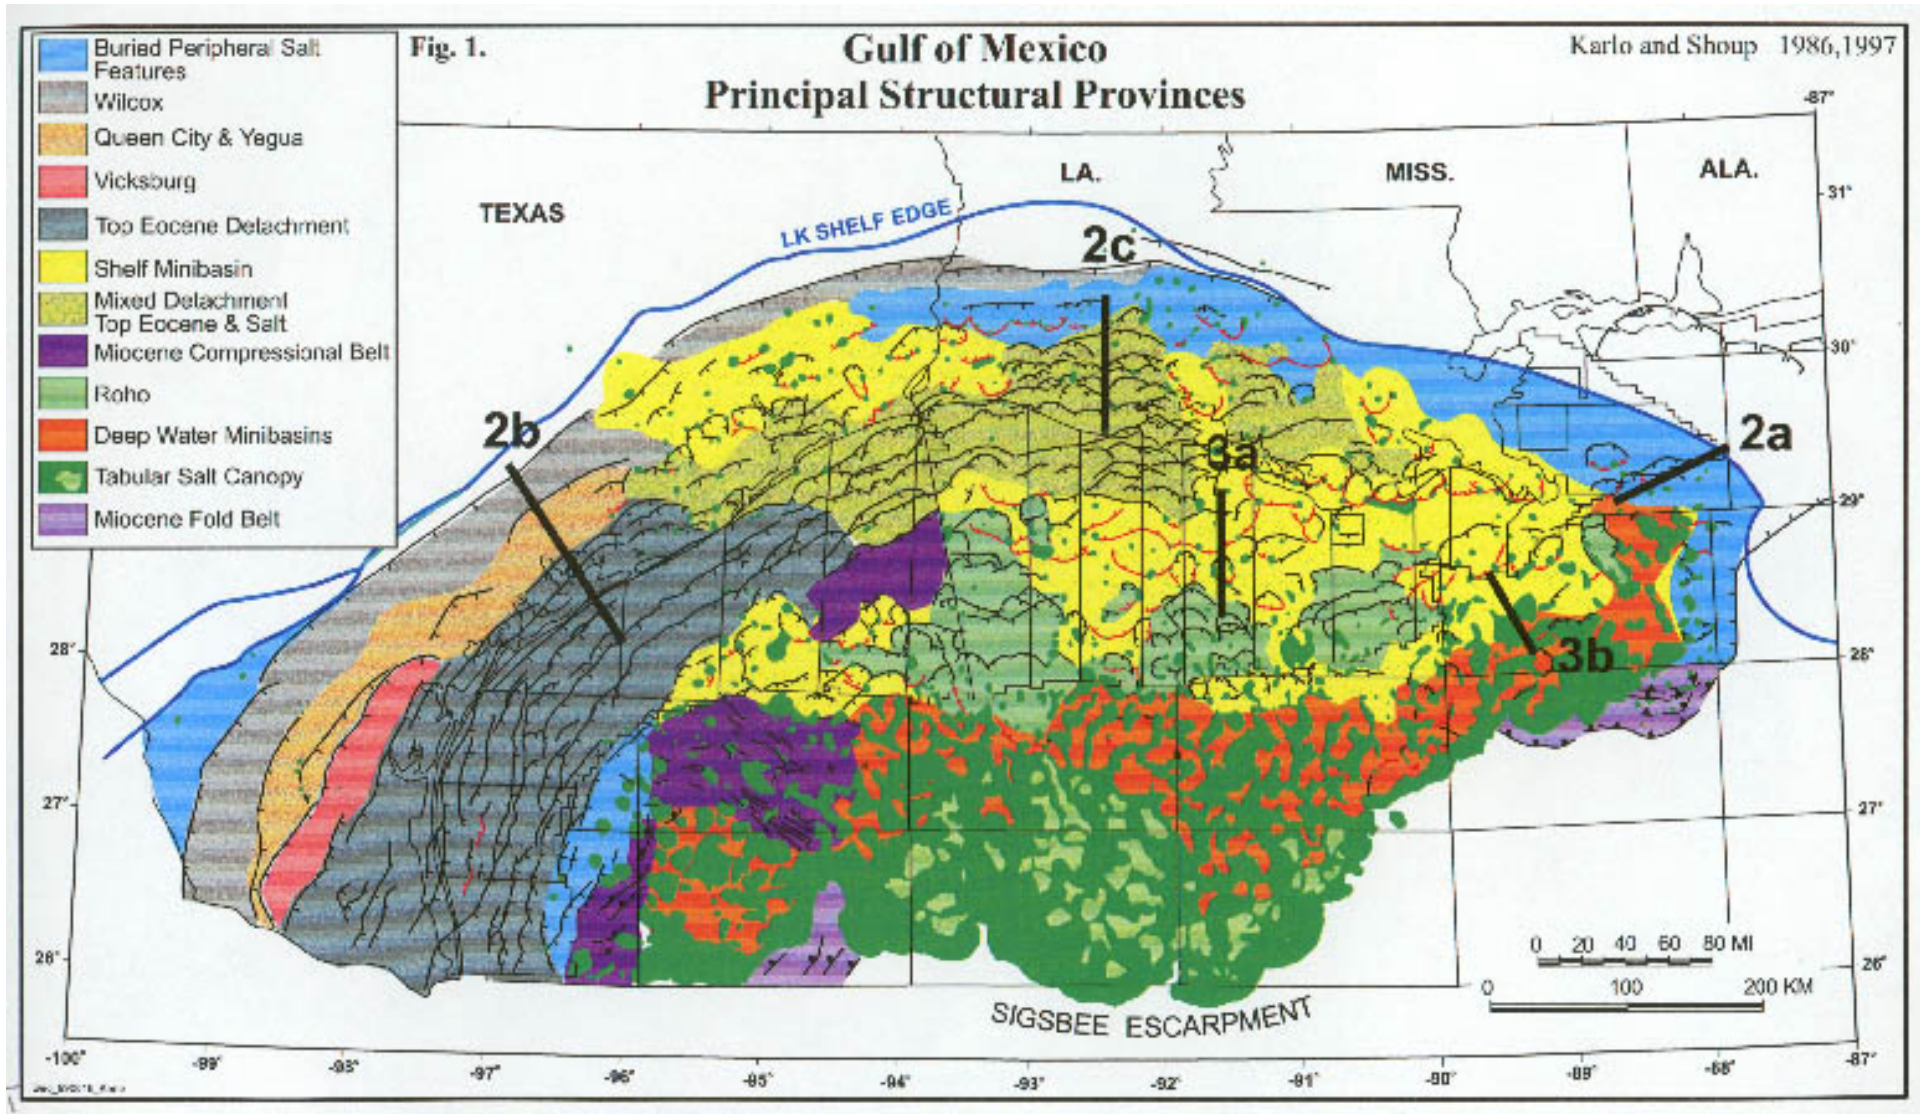 Fig. 1.
Gulf of Mexico
Principal Structural Provinces
Karlo and Shoup 1986,1997
Buried Peripheral Salt
Features
Wilcox
Queen City & Yegua
Vicksburg
Top Eocene Detachment
Shelf Minibasin
Mixed Detachment
Top Eocene & Salt
Miocene Compressional Belt
Roho
Deep Water Minibasins
Tabular Salt Canopy
Miocene Fold Belt
-87°
TEXAS
LA.
MISS.
ALA.
31°
LK SHELF EDGE
2c
30°
2b
2a
3a
29°
28°
3b
28°
27°
27°
26°
26°
0 20 40 60 80 MI
0 100 200 KM
SIGSBEE ESCARPMENT
-100°
-99°
-98°
-97°
-96°
-95°
-94°
-93°
-92°
-91°
-90°
-89°
-88°
-87°